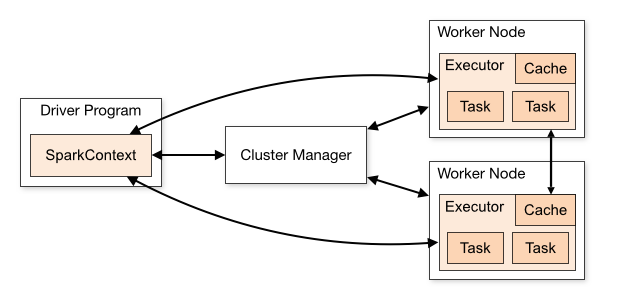 Driver Program
SparkContext
Cluster Manager
Worker Node
Executor
Cache
Task
Task
Worker Node
Executor
Cache
Task
Task